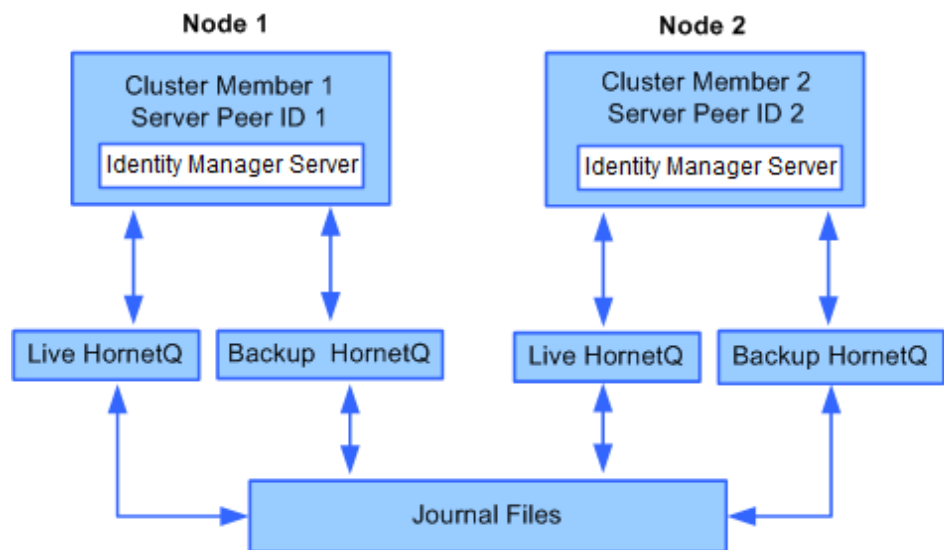 Node 1
Node 2
Cluster Member 1
Server Peer ID 1
Identity Manager Server
Cluster Member 2
Server Peer ID 2
Identity Manager Server
Live HornetQ
Backup HornetQ
Live HornetQ
Backup HornetQ
Journal Files